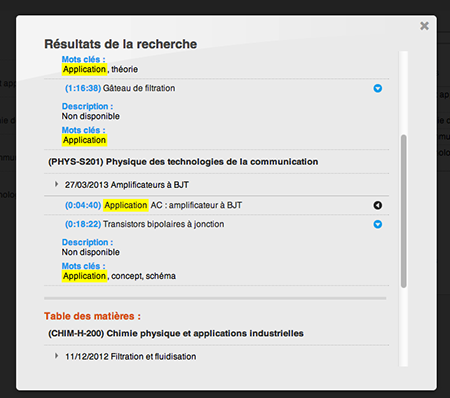 Résultats de la recherche
Mots clés :
Application, théorie
(1:16:38) Gâteau de filtration
Description :
Non disponible
Mots clés :
Application
(PHYS-S201) Physique des technologies de la communication
27/03/2013 Amplificateurs à BJT
(0:04:40) Application AC : amplificateur à BJT
(0:18:22) Transistors bipolaires à jonction
Description :
Non disponible
Mots clés :
Application, concept, schéma
Table des matières :
(CHIM-H-200) Chimie physique et applications industrielles
11/12/2012 Filtration et fluidisation